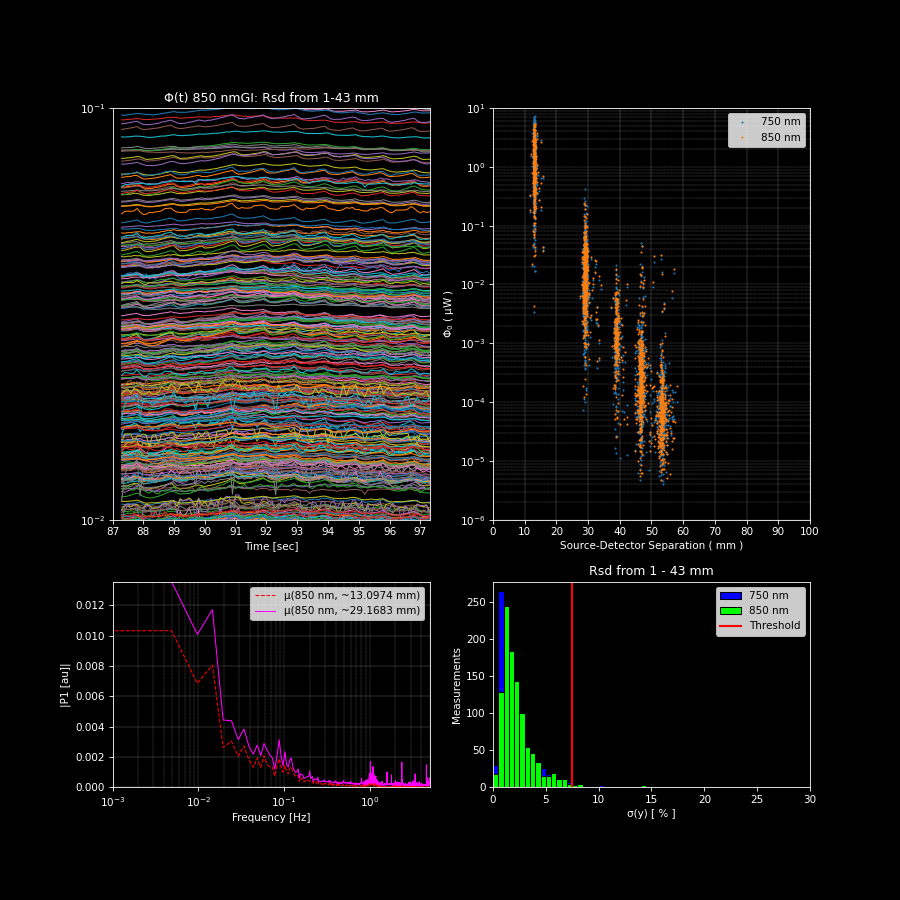 Φ(t) 850 nmGI: Rsd from 1-43 mm
10⁻¹
10⁻²
87 88 89 90 91 92 93 94 95 96 97
Time [sec]
750 nm
850 nm
10¹
10⁰
10⁻¹
10⁻²
10⁻³
10⁻⁴
10⁻⁵
10⁻⁶
Φ₀ ( μW )
0 10 20 30 40 50 60 70 80 90 100
Source-Detector Separation ( mm )
μ(850 nm, ~13.0974 mm)
μ(850 nm, ~29.1683 mm)
0.012
0.010
0.008
0.006
0.004
0.002
0.000
|P1 [au]|
10⁻³ 10⁻² 10⁻¹ 10⁰
Frequency [Hz]
Rsd from 1 - 43 mm
750 nm
850 nm
Threshold
250
200
150
100
50
0
Measurements
0 5 10 15 20 25 30
σ(y) [ % ]